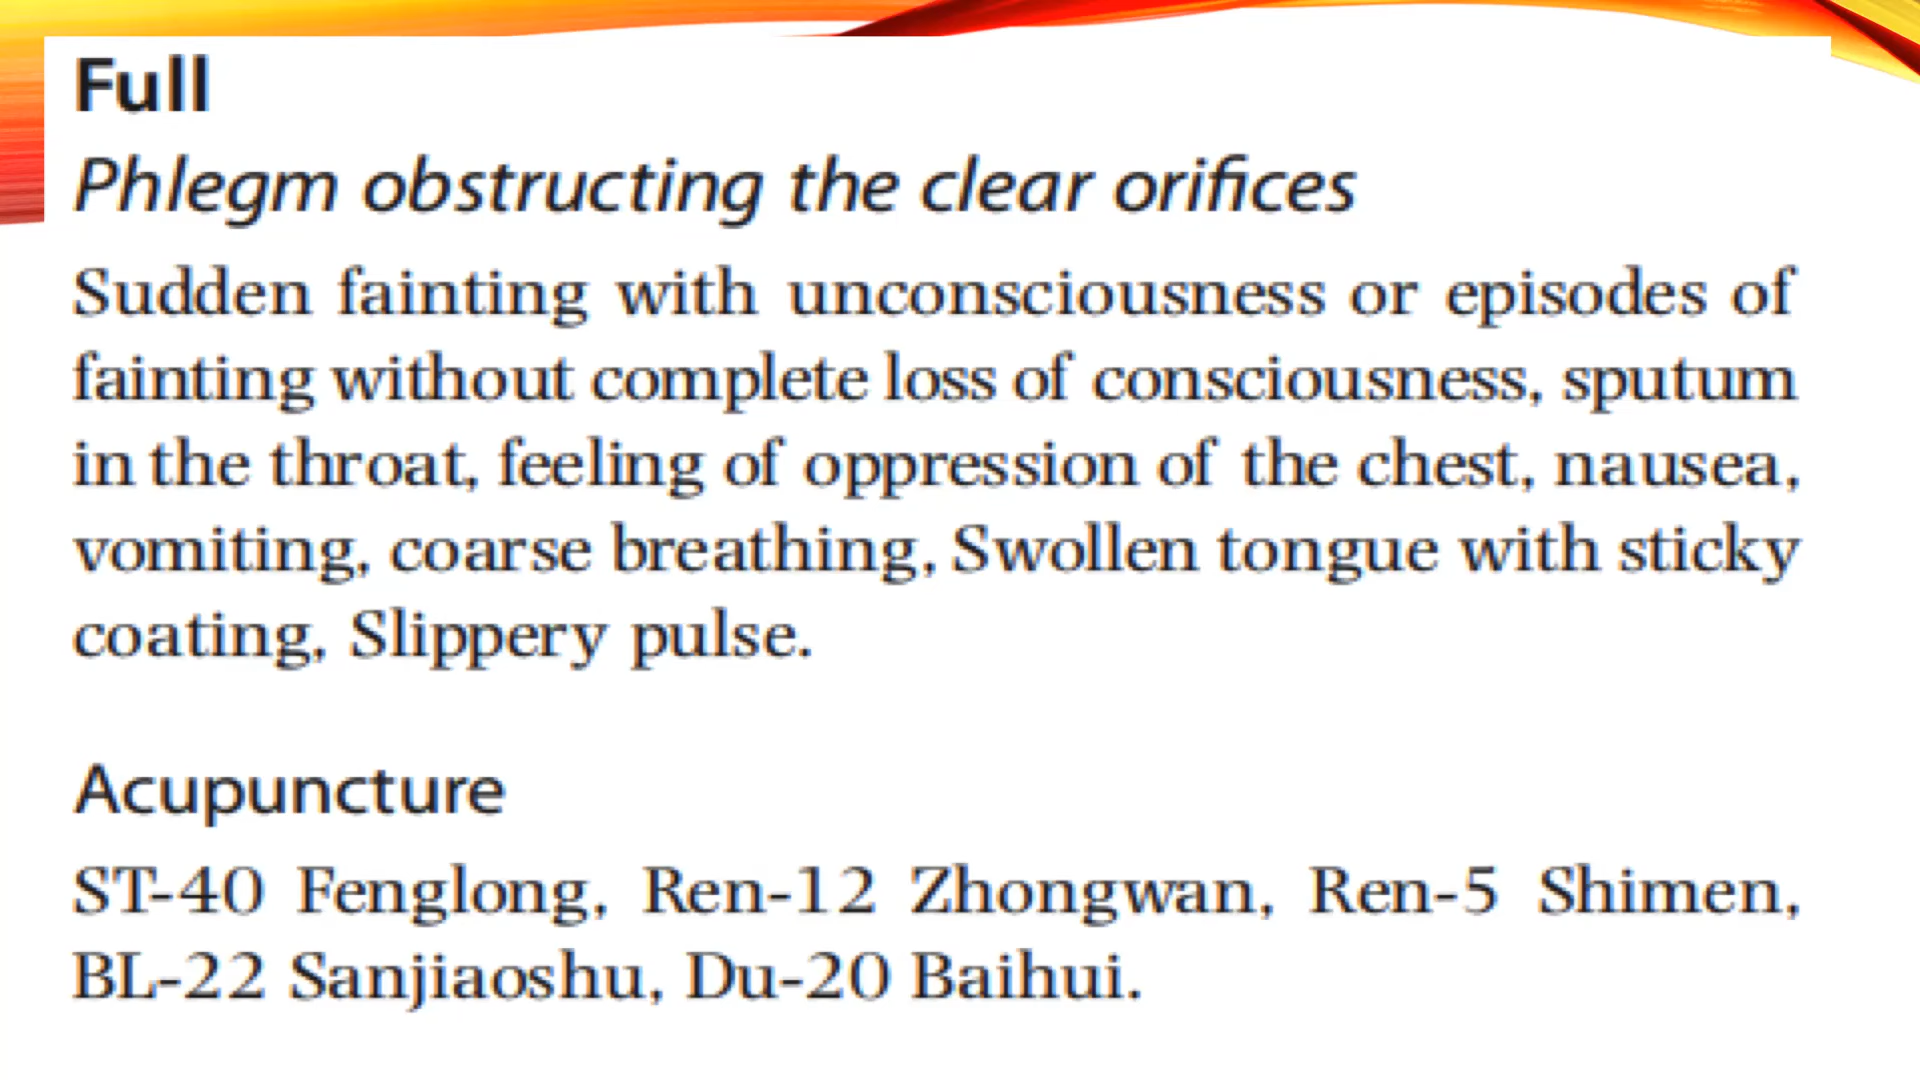 Full
Phlegm obstructing the clear orifices
Sudden fainting with unconsciousness or episodes of
fainting without complete loss of consciousness, sputum
in the throat, feeling of oppression of the chest, nausea,
vomiting, coarse breathing, Swollen tongue with sticky
coating, Slippery pulse.
Acupuncture
ST-40 Fenglong, Ren-12 Zhongwan, Ren-5 Shimen,
BL-22 Sanjiaoshu, Du-20 Baihui.